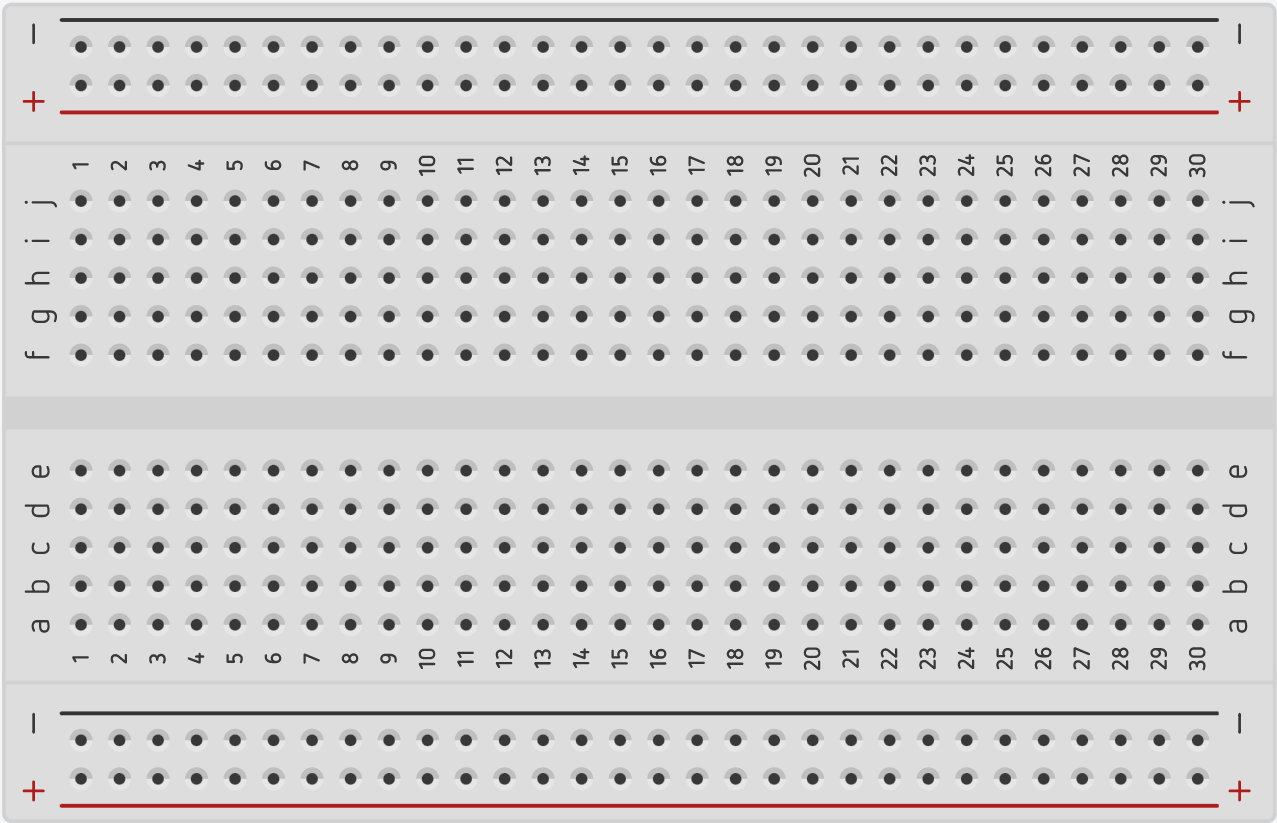 − −
+ +
1 2 3 4 5 6 7 8 9 10 11 12 13 14 15 16 17 18 19 20 21 22 23 24 25 26 27 28 29 30
j j
i i
h h
g g
f f
e e
d d
c c
b b
a a
1 2 3 4 5 6 7 8 9 10 11 12 13 14 15 16 17 18 19 20 21 22 23 24 25 26 27 28 29 30
− −
+ +